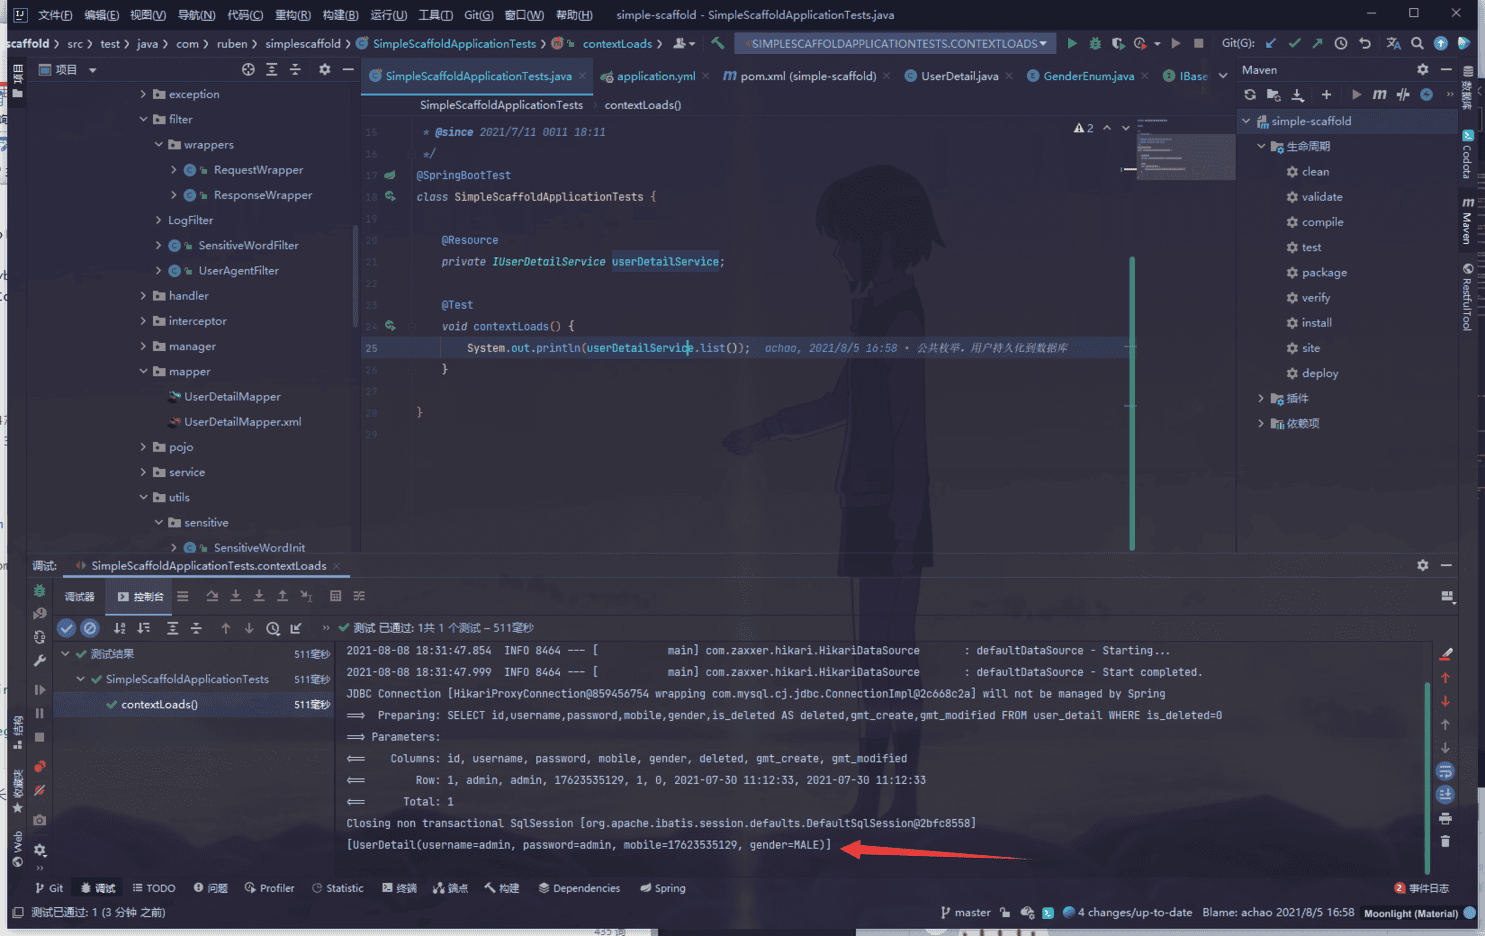 文件(F) 编辑(E) 视图(V) 导航(N) 代码(C) 重构(R) 构建(B) 运行(U) 工具(T) Git(G) 窗口(W) 帮助(H) simple-scaffold - SimpleScaffoldApplicationTests.java
scaffold src test java com ruben simplescaffold SimpleScaffoldApplicationTests contextLoads SIMPLESCAFFOLDAPPLICATIONTESTS.CONTEXTLOADS Git(G):
项目
项目
SimpleScaffoldApplicationTests.java application.yml pom.xml (simple-scaffold) UserDetail.java GenderEnum.java IBase
SimpleScaffoldApplicationTests contextLoads()
exception
filter
wrappers
RequestWrapper
ResponseWrapper
LogFilter
SensitiveWordFilter
UserAgentFilter
handler
interceptor
manager
mapper
UserDetailMapper
UserDetailMapper.xml
pojo
service
utils
sensitive
SensitiveWordInit
2
15 * @since 2021/7/11 0011 18:11
16 */
17 @SpringBootTest
18 class SimpleScaffoldApplicationTests {
19
20 @Resource
21 private IUserDetailService userDetailService;
22
23 @Test
24 void contextLoads() {
25 System.out.println(userDetailService.list()); achao, 2021/8/5 16:58 • 公共枚举，用户持久化到数据库
26 }
27
28 }
29
Maven
simple-scaffold
生命周期
clean
validate
compile
test
package
verify
install
site
deploy
插件
依赖项
数据库
Codota
Maven
RestfulTool
调试: SimpleScaffoldApplicationTests.contextLoads
调试器 控制台
测试 已通过: 1共 1 个测试 – 511毫秒
测试结果 511毫秒
SimpleScaffoldApplicationTests 511毫秒
contextLoads() 511毫秒
2021-08-08 18:31:47.854 INFO 8464 --- [ main] com.zaxxer.hikari.HikariDataSource : defaultDataSource - Starting...
2021-08-08 18:31:47.999 INFO 8464 --- [ main] com.zaxxer.hikari.HikariDataSource : defaultDataSource - Start completed.
JDBC Connection [HikariProxyConnection@859456754 wrapping com.mysql.cj.jdbc.ConnectionImpl@2c668c2a] will not be managed by Spring
==> Preparing: SELECT id,username,password,mobile,gender,is_deleted AS deleted,gmt_create,gmt_modified FROM user_detail WHERE is_deleted=0
==> Parameters:
<== Columns: id, username, password, mobile, gender, deleted, gmt_create, gmt_modified
<== Row: 1, admin, admin, 17623535129, 1, 0, 2021-07-30 11:12:33, 2021-07-30 11:12:33
<== Total: 1
Closing non transactional SqlSession [org.apache.ibatis.session.defaults.DefaultSqlSession@2bfc8558]
[UserDetail(username=admin, password=admin, mobile=17623535129, gender=MALE)]
结构
收藏夹
Web
Git 调试 TODO 问题 Profiler Statistic 终端 端点 构建 Dependencies Spring 2 事件日志
测试已通过: 1 (3 分钟 之前) master 4 changes/up-to-date Blame: achao 2021/8/5 16:58 Moonlight (Material)